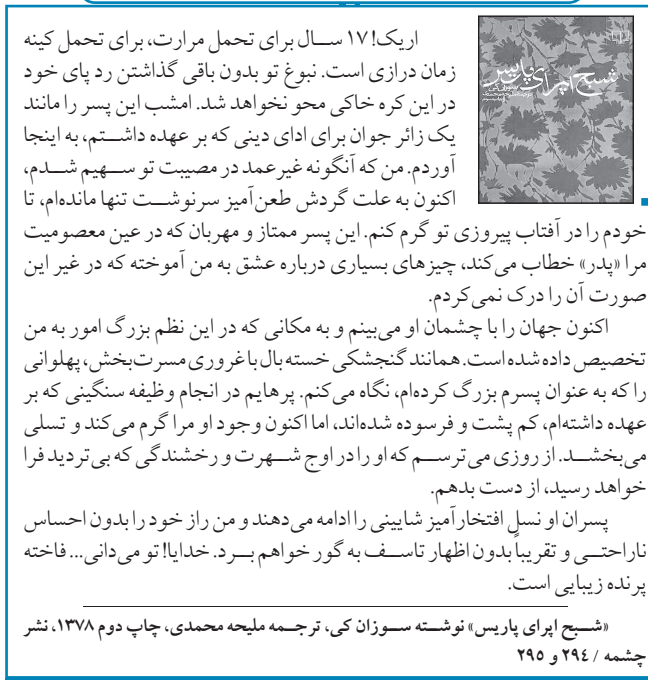 شبح اپرای پاریس
اریک! ۱۷ سال برای تحمل مرارت، برای تحمل کینه
زمان درازی است. نبوغ تو بدون باقی گذاشتن رد پای خود
در این کره خاکی محو نخواهد شد. امشب این پسر را مانند
یک زائر جوان برای ادای دینی که بر عهده داشتم، به اینجا
آوردم. من که آنگونه غیرعمد در مصیبت تو سهیم شدم،
اکنون به علت گردش طعن‌آمیز سرنوشت تنها مانده‌ام، تا
خودم را در آفتاب پیروزی تو گرم کنم. این پسر ممتاز و مهربان که در عین معصومیت
مرا «پدر» خطاب می‌کند، چیزهای بسیاری درباره عشق به من آموخته که در غیر این
صورت آن را درک نمی‌کردم.
اکنون جهان را با چشمان او می‌بینم و به مکانی که در این نظم بزرگ امور به من
تخصیص داده شده است. همانند گنجشکی خسته‌بال با غروری مسرت‌بخش، پهلوانی
را که به عنوان پسرم بزرگ کرده‌ام، نگاه می‌کنم. پرهایم در انجام وظیفه سنگینی که بر
عهده داشته‌ام، کم پشت و فرسوده شده‌اند، اما اکنون وجود او مرا گرم می‌کند و تسلی
می‌بخشد. از روزی می‌ترسم که او را در اوج شهرت و رخشندگی که بی‌تردید فرا
خواهد رسید، از دست بدهم.
پسران او نسلِ افتخارآمیز شایینی را ادامه می‌دهند و من راز خود را بدون احساس
ناراحتی و تقریباً بدون اظهار تاسف به گور خواهم برد. خدایا! تو می‌دانی... فاخته
پرنده زیبایی است.
«شبح اپرای پاریس» نوشته سوزان کی، ترجمه ملیحه محمدی، چاپ دوم ۱۳۷۸، نشر
چشمه / ۲۹۴ و ۲۹۵